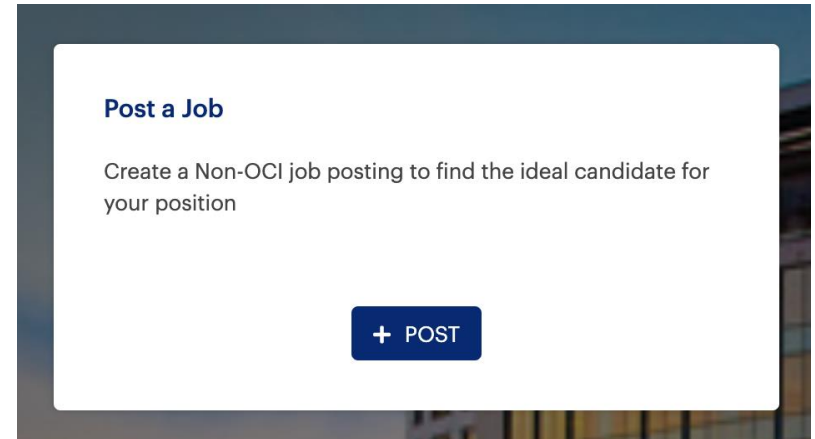 Post a Job
Create a Non-OCI job posting to find the ideal candidate for
your position
+ POST